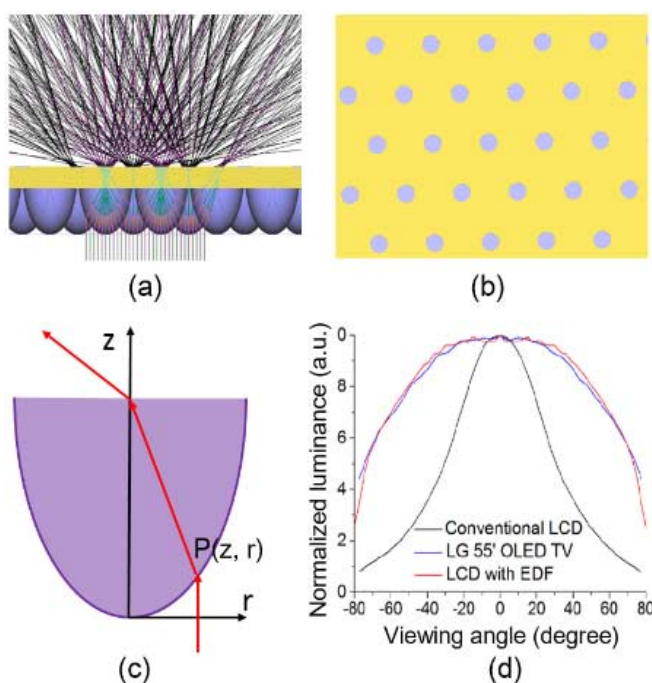 (a)
(b)
z
P(z, r)
r
(c)
Normalized luminance (a.u.)
0
8
6
4
2
0
Conventional LCD
LG 55' OLED TV
LCD with EDF
-80 -60 -40 -20 0 20 40 60 80
Viewing angle (degree)
(d)